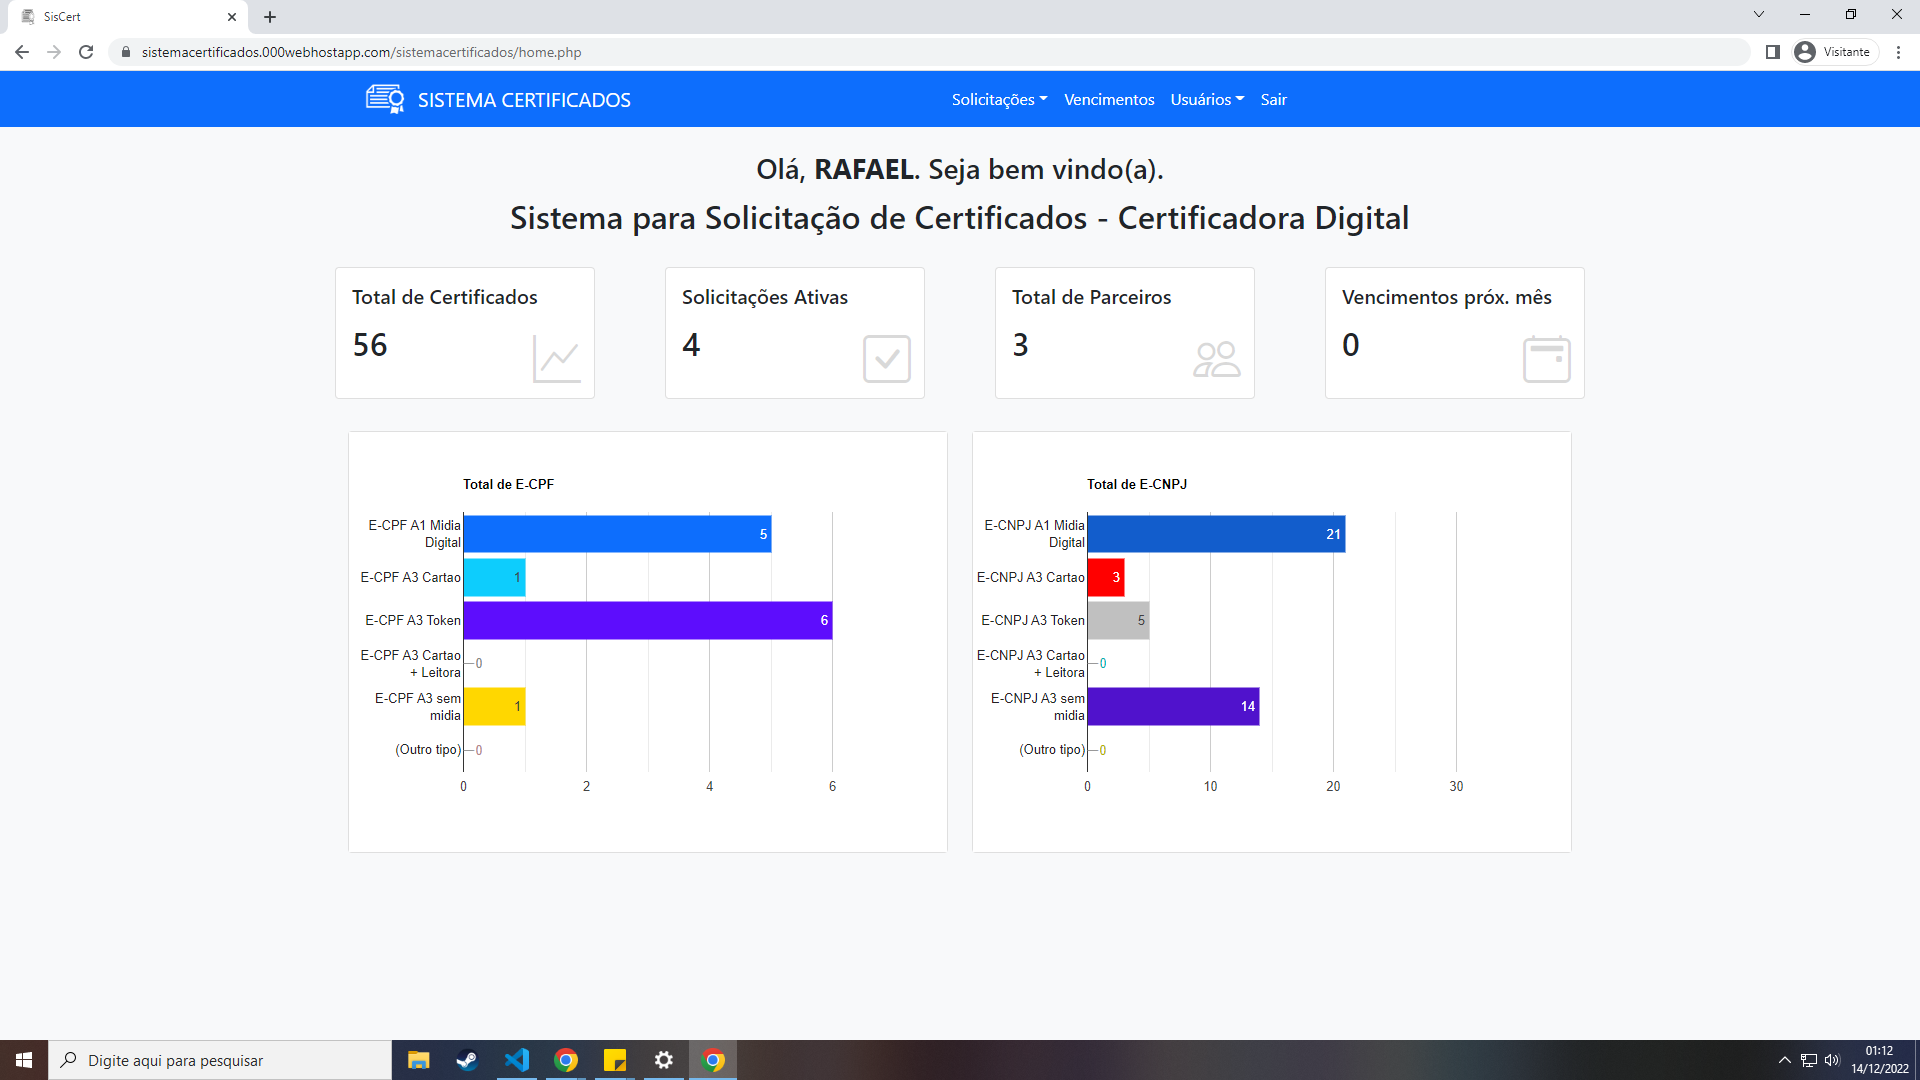 SisCert
sistemacertificados.000webhostapp.com/sistemacertificados/home.php
Visitante
SISTEMA CERTIFICADOS
Solicitações
Vencimentos
Usuários
Sair
Olá, RAFAEL. Seja bem vindo(a).
Sistema para Solicitação de Certificados - Certificadora Digital
Total de Certificados
56
Solicitações Ativas
4
Total de Parceiros
3
Vencimentos próx. mês
0
Total de E-CPF
E-CPF A1 Midia
Digital
5
E-CPF A3 Cartao
1
E-CPF A3 Token
6
E-CPF A3 Cartao
+ Leitora
0
E-CPF A3 sem
midia
1
(Outro tipo)
0
0 2 4 6
Total de E-CNPJ
E-CNPJ A1 Midia
Digital
21
E-CNPJ A3 Cartao
3
E-CNPJ A3 Token
5
E-CNPJ A3 Cartao
+ Leitora
0
E-CNPJ A3 sem
midia
14
(Outro tipo)
0
0 10 20 30
Digite aqui para pesquisar
01:12
14/12/2022